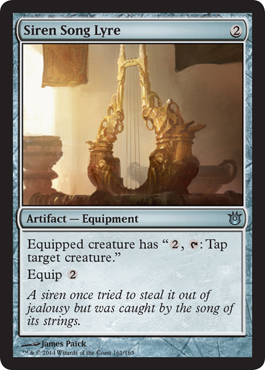 Siren Song Lyre 2
Artifact — Equipment
Equipped creature has “2, : Tap
target creature.”
Equip 2
A siren once tried to steal it out of
jealousy but was caught by the song of
its strings.
James Paick
™ & © 2014 Wizards of the Coast 161/165